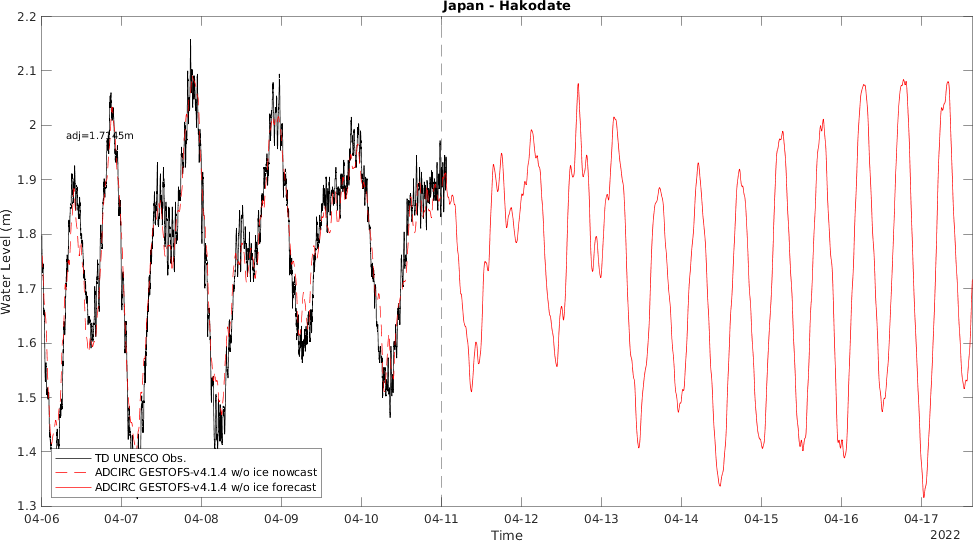 Japan - Hakodate
2.2
2.1
2
1.9
1.8
1.7
1.6
1.5
1.4
1.3
Water Level (m)
adj=1.7145m
TD UNESCO Obs.
ADCIRC GESTOFS-v4.1.4 w/o ice nowcast
ADCIRC GESTOFS-v4.1.4 w/o ice forecast
04-06 04-07 04-08 04-09 04-10 04-11 04-12 04-13 04-14 04-15 04-16 04-17
Time
2022